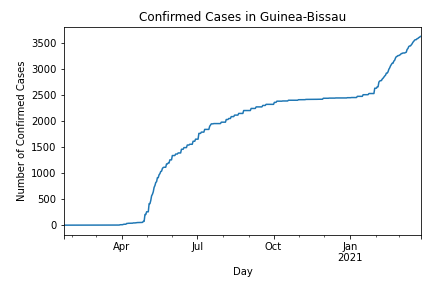 Confirmed Cases in Guinea-Bissau
3500
3000
2500
2000
1500
1000
500
0
Number of Confirmed Cases
Apr
Jul
Oct
Jan
2021
Day